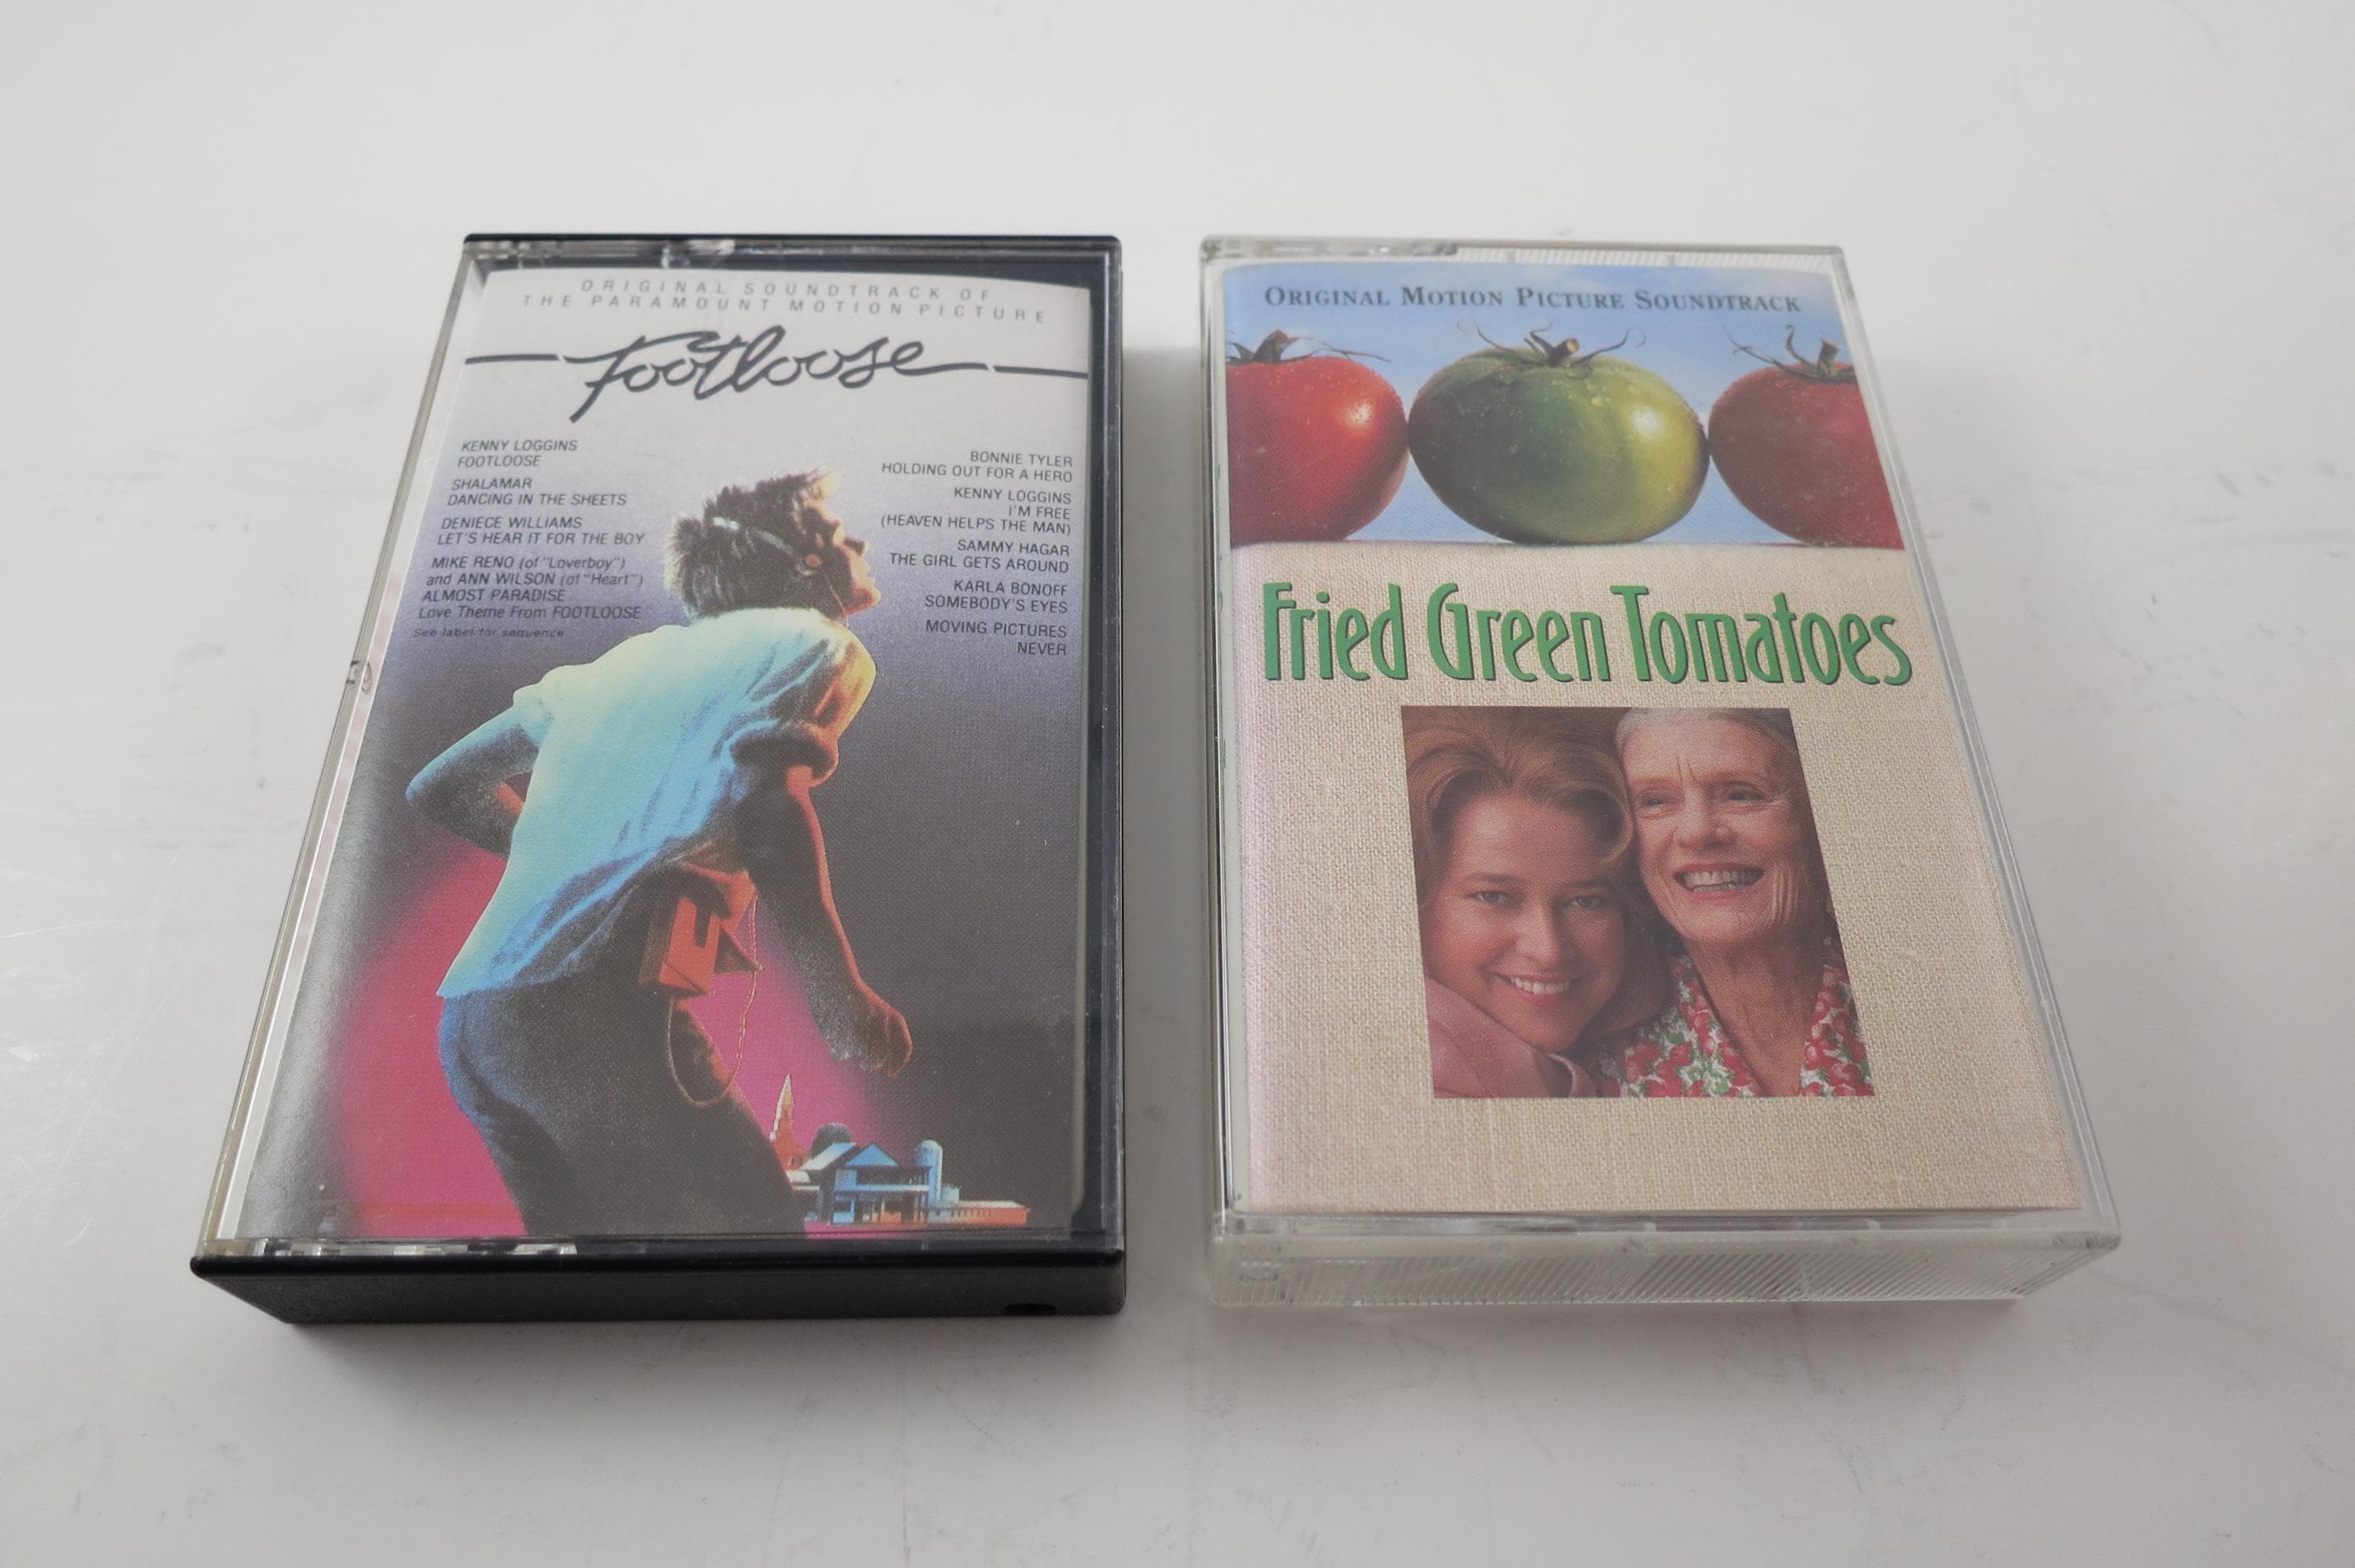 ORIGINAL SOUNDTRACK OF
THE PARAMOUNT MOTION PICTURE
Footloose
KENNY LOGGINS
FOOTLOOSE
SHALAMAR
DANCING IN THE SHEETS
DENIECE WILLIAMS
LET'S HEAR IT FOR THE BOY
MIKE RENO (of "Loverboy")
and ANN WILSON (of "Heart")
ALMOST PARADISE
Love Theme From FOOTLOOSE
See label for sequence
BONNIE TYLER
HOLDING OUT FOR A HERO
KENNY LOGGINS
I'M FREE
(HEAVEN HELPS THE MAN)
SAMMY HAGAR
THE GIRL GETS AROUND
KARLA BONOFF
SOMEBODY'S EYES
MOVING PICTURES
NEVER
ORIGINAL MOTION PICTURE SOUNDTRACK
Fried Green Tomatoes